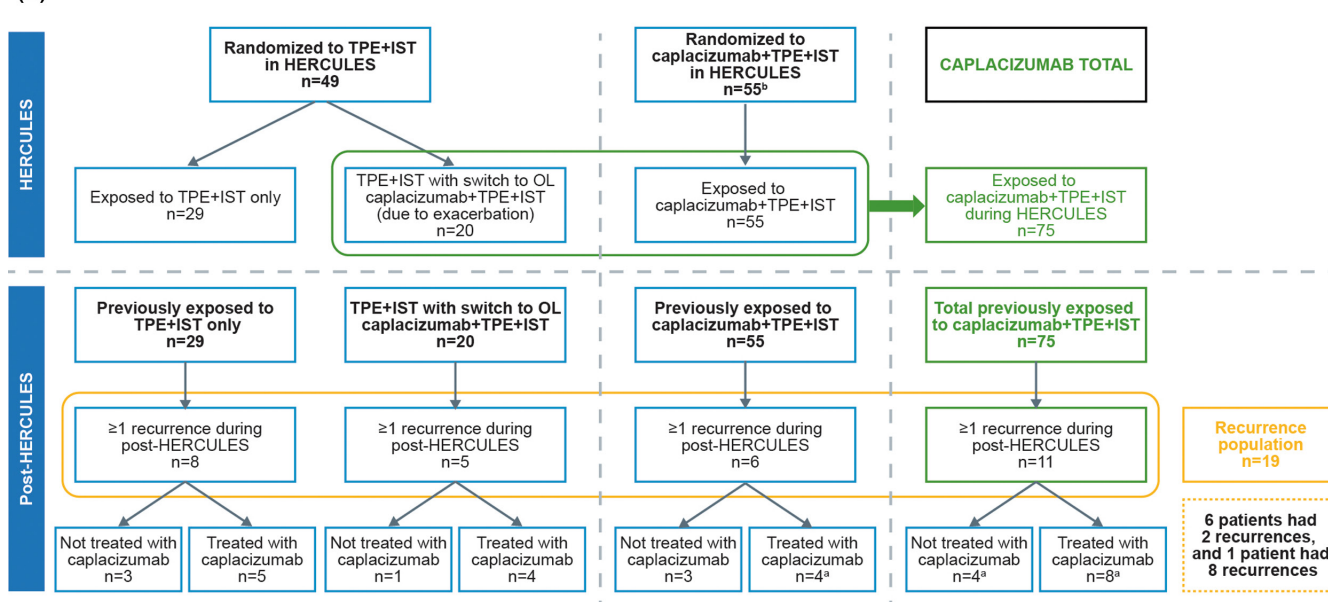 HERCULES
Randomized to TPE+IST
in HERCULES
n=49
Randomized to
caplacizumab+TPE+IST
in HERCULES
n=55ᵇ
CAPLACIZUMAB TOTAL
Exposed to TPE+IST only
n=29
TPE+IST with switch to OL
caplacizumab+TPE+IST
(due to exacerbation)
n=20
Exposed to
caplacizumab+TPE+IST
n=55
Exposed to
caplacizumab+TPE+IST
during HERCULES
n=75
Post-HERCULES
Previously exposed to
TPE+IST only
n=29
TPE+IST with switch to OL
caplacizumab+TPE+IST
n=20
Previously exposed to
caplacizumab+TPE+IST
n=55
Total previously exposed
to caplacizumab+TPE+IST
n=75
≥1 recurrence during
post-HERCULES
n=8
≥1 recurrence during
post-HERCULES
n=5
≥1 recurrence during
post-HERCULES
n=6
≥1 recurrence during
post-HERCULES
n=11
Recurrence
population
n=19
Not treated with
caplacizumab
n=3
Treated with
caplacizumab
n=5
Not treated with
caplacizumab
n=1
Treated with
caplacizumab
n=4
Not treated with
caplacizumab
n=3
Treated with
caplacizumab
n=4ᵃ
Not treated with
caplacizumab
n=4ᵃ
Treated with
caplacizumab
n=8ᵃ
6 patients had
2 recurrences,
and 1 patient had
8 recurrences